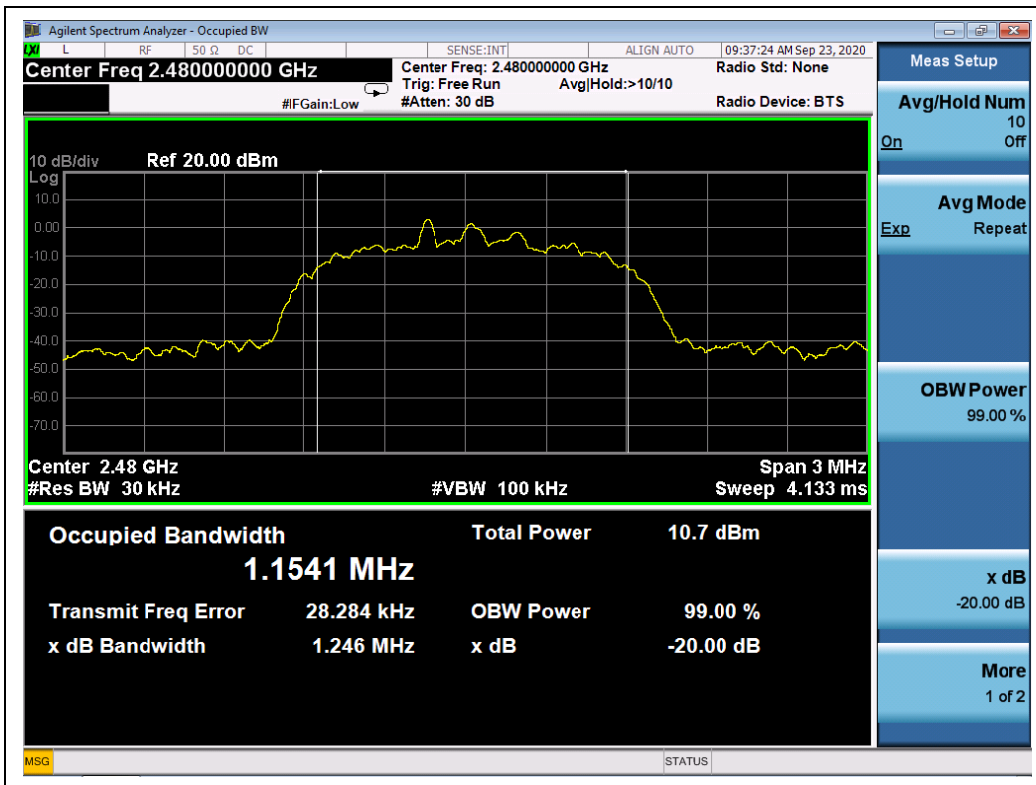 Agilent Spectrum Analyzer - Occupied BW
LXI L RF 50 Ω DC SENSE:INT ALIGN AUTO 09:37:24 AM Sep 23, 2020
Center Freq 2.480000000 GHz
Center Freq: 2.480000000 GHz
Radio Std: None
Trig: Free Run Avg|Hold:>10/10
#IFGain:Low
#Atten: 30 dB
Radio Device: BTS
10 dB/div Ref 20.00 dBm
Log
10.0
0.00
-10.0
-20.0
-30.0
-40.0
-50.0
-60.0
-70.0
Center 2.48 GHz Span 3 MHz
#Res BW 30 kHz #VBW 100 kHz Sweep 4.133 ms
Occupied Bandwidth Total Power 10.7 dBm
1.1541 MHz
Transmit Freq Error 28.284 kHz OBW Power 99.00 %
x dB Bandwidth 1.246 MHz x dB -20.00 dB
Meas Setup
Avg/Hold Num
10
On Off
Avg Mode
Exp Repeat
OBW Power
99.00 %
x dB
-20.00 dB
More
1 of 2
MSG STATUS